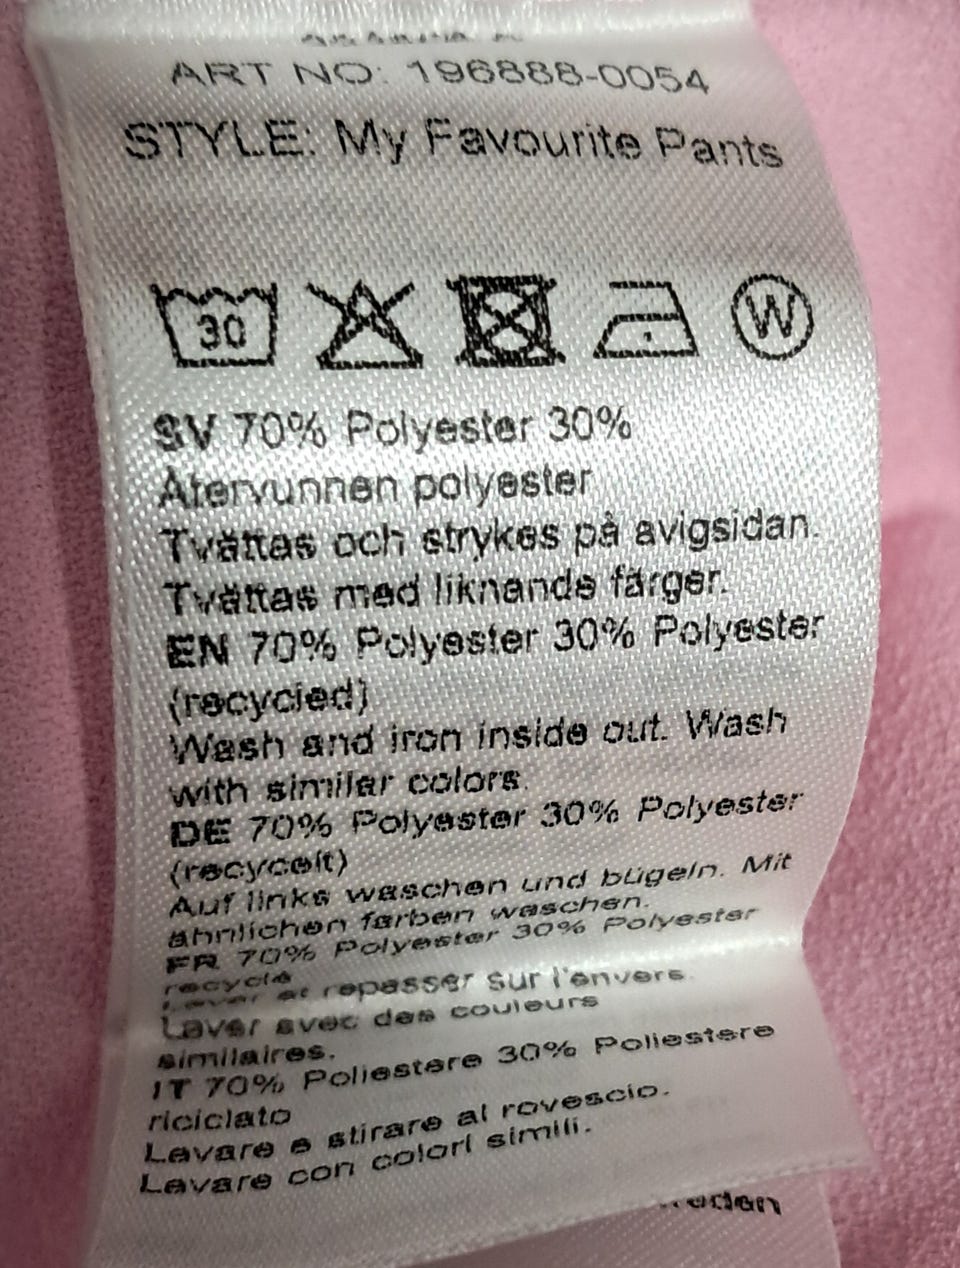 ART NO: 196888-0054
STYLE: My Favourite Pants
30
W
SV 70% Polyester 30%
Återvunnen polyester
Tvättas och strykes på avigsidan.
Tvättas med liknande färger.
EN 70% Polyester 30% Polyester
(recycled)
Wash and iron inside out. Wash
with similar colors.
DE 70% Polyester 30% Polyester
(recycelt)
Auf links waschen und bügeln. Mit
ähnlichen farben waschen.
FR 70% Polyester 30% Polyester
recyclé
Laver et repasser sur l'envers.
Laver avec des couleurs
similaires.
IT 70% Poliestere 30% Poliestere
riciclato
Lavare e stirare al rovescio.
Lavare con colori simili.